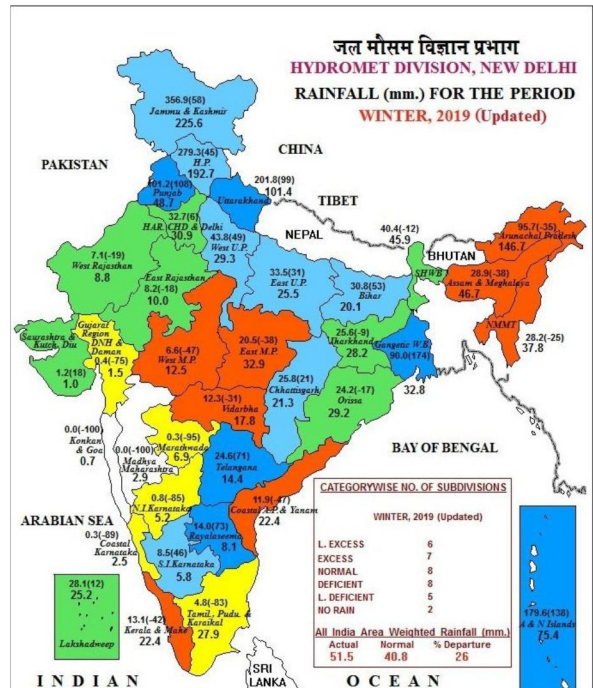 जल मौसम विज्ञान प्रभाग
HYDROMET DIVISION, NEW DELHI
RAINFALL (mm.) FOR THE PERIOD
WINTER, 2019 (Updated)
356.9(58)
Jammu & Kashmir
225.6
CHINA
279.3(45)
H.P.
192.7
PAKISTAN
101.2(108)
Punjab
48.7
201.8(99)
Uttarakhand
101.4
TIBET
32.7(6)
HAR. CHD & Delhi
30.9
NEPAL
43.8(49)
West U.P.
29.3
40.4(-12)
45.9
SHWB
BHUTAN
95.7(-35)
Arunachal Pradesh
146.7
7.1(-19)
West Rajasthan
8.8
East Rajasthan
8.2(-18)
10.0
33.5(31)
East U.P.
25.5
30.8(53)
Bihar
20.1
28.9(-38)
Assam & Meghalaya
46.7
NMMT
28.2(-25)
37.8
Saurashtra &
Kutch, Diu
1.2(18)
1.0
Gujarat
Region
DNH &
Daman
0.4(-75)
1.5
6.6(-47)
West M.P.
12.5
20.5(-38)
East M.P.
32.9
25.6(-9)
Jharkhand
28.2
Gangetic W.B.
90.0(174)
32.8
25.8(21)
Chhattisgarh
21.3
24.2(-17)
Orissa
29.2
12.3(-31)
Vidarbha
17.8
0.0(-100)
Konkan
& Goa
0.7
0.0(-100)
Madhya
Maharashtra
2.9
0.3(-95)
Marathwada
6.9
24.6(71)
Telangana
14.4
BAY OF BENGAL
ARABIAN SEA
0.8(-85)
N.I.Karnataka
5.2
11.9(-47)
Coastal A.P.& Yanam
22.4
0.3(-89)
Coastal
Karnataka
2.5
14.0(73)
Rayalaseema
8.1
8.5(46)
S.I.Karnataka
5.8
28.1(12)
25.2
Lakshadweep
13.1(-42)
Kerala & Mahe
22.4
4.8(-83)
Tamil, Pudu. &
Karaikal
27.9
179.6(138)
A & N Islands
75.4
CATEGORYWISE NO. OF SUBDIVISIONS
WINTER, 2019 (Updated)
L. EXCESS 6
EXCESS 7
NORMAL 8
DEFICIENT 8
L. DEFICIENT 5
NO RAIN 2
All India Area Weighted Rainfall (mm.)
Actual Normal % Departure
51.5 40.8 26
SRI
LANKA
INDIAN OCEAN